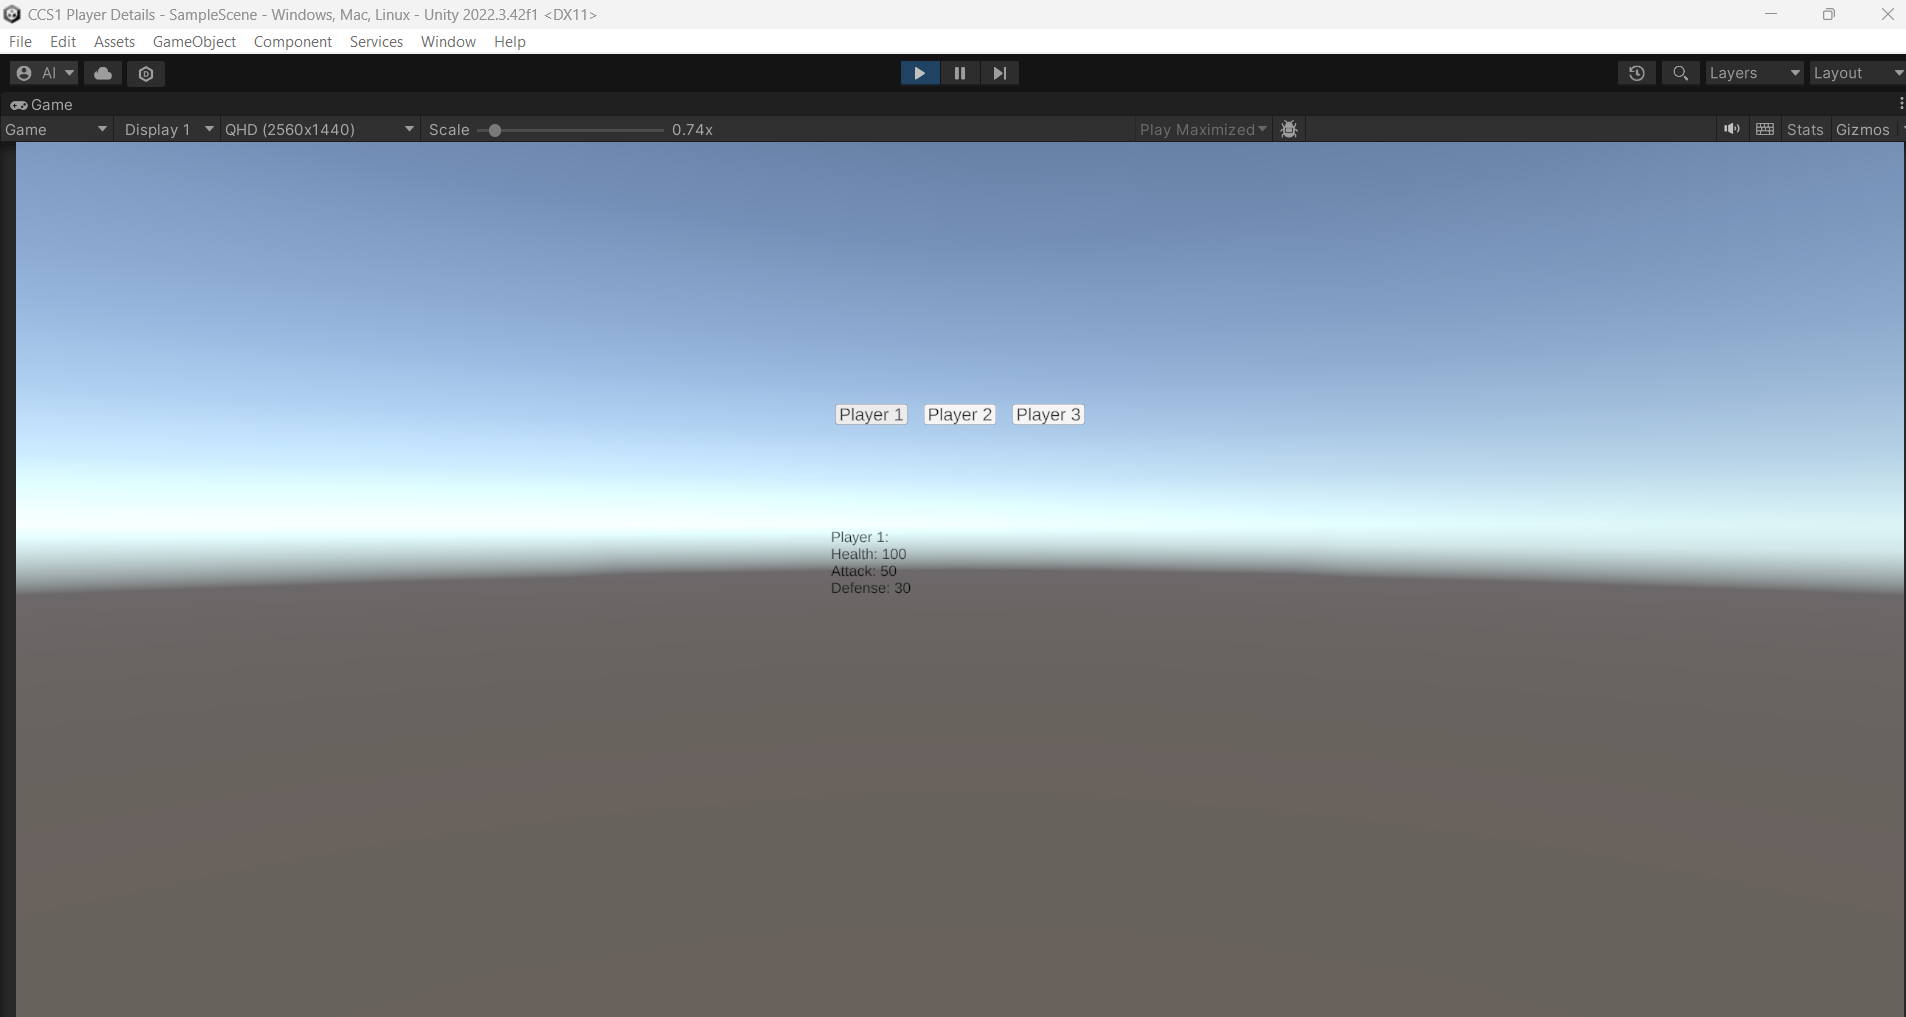 CCS1 Player Details - SampleScene - Windows, Mac, Linux - Unity 2022.3.42f1 <DX11>
File Edit Assets GameObject Component Services Window Help
AI Layers Layout
Game
Game Display 1 QHD (2560x1440) Scale 0.74x Play Maximized Stats Gizmos
Player 1 Player 2 Player 3
Player 1:
Health: 100
Attack: 50
Defense: 30